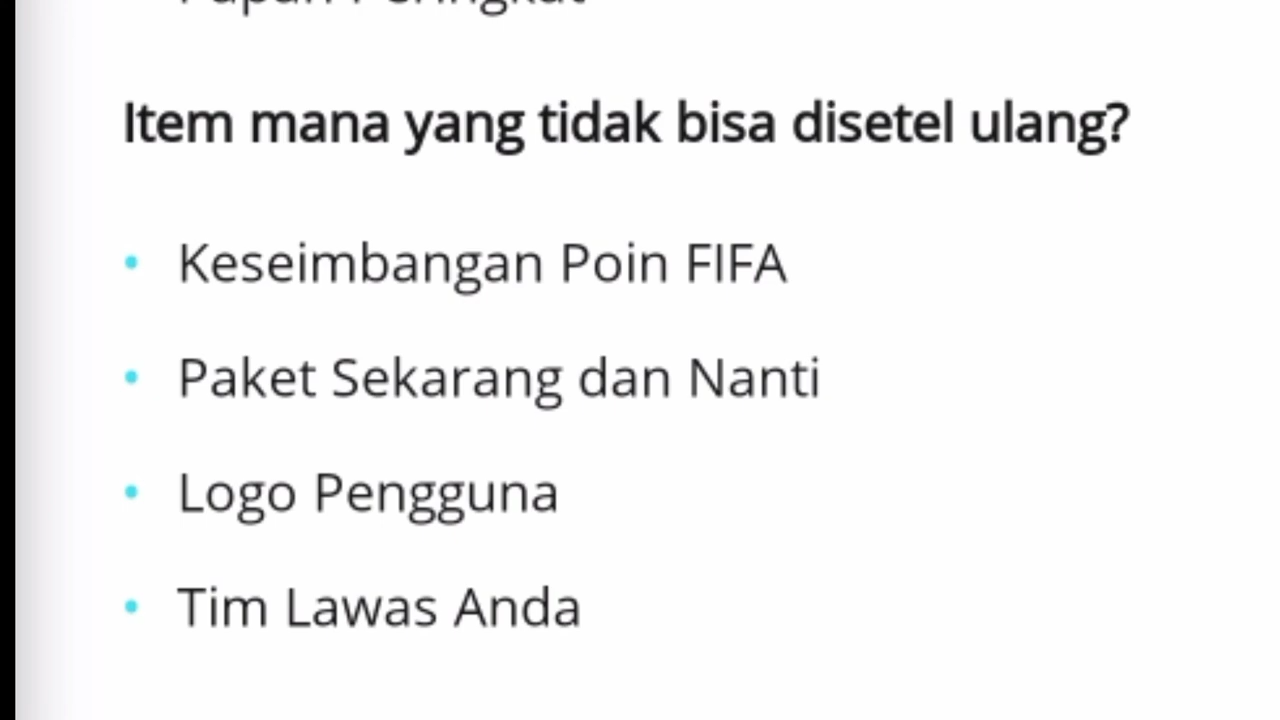 Item mana yang tidak bisa disetel ulang?
• Keseimbangan Poin FIFA
• Paket Sekarang dan Nanti
• Logo Pengguna
• Tim Lawas Anda